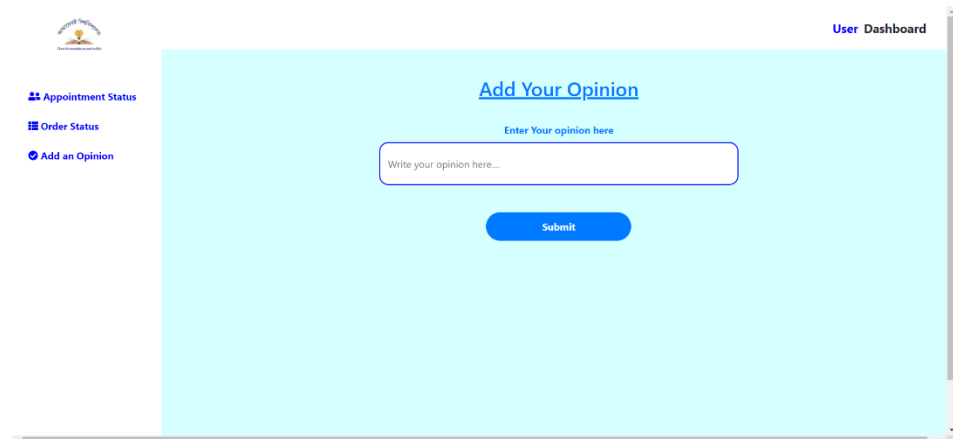 User Dashboard
Appointment Status
Order Status
Add an Opinion
Add Your Opinion
Enter Your opinion here
Write your opinion here....
Submit